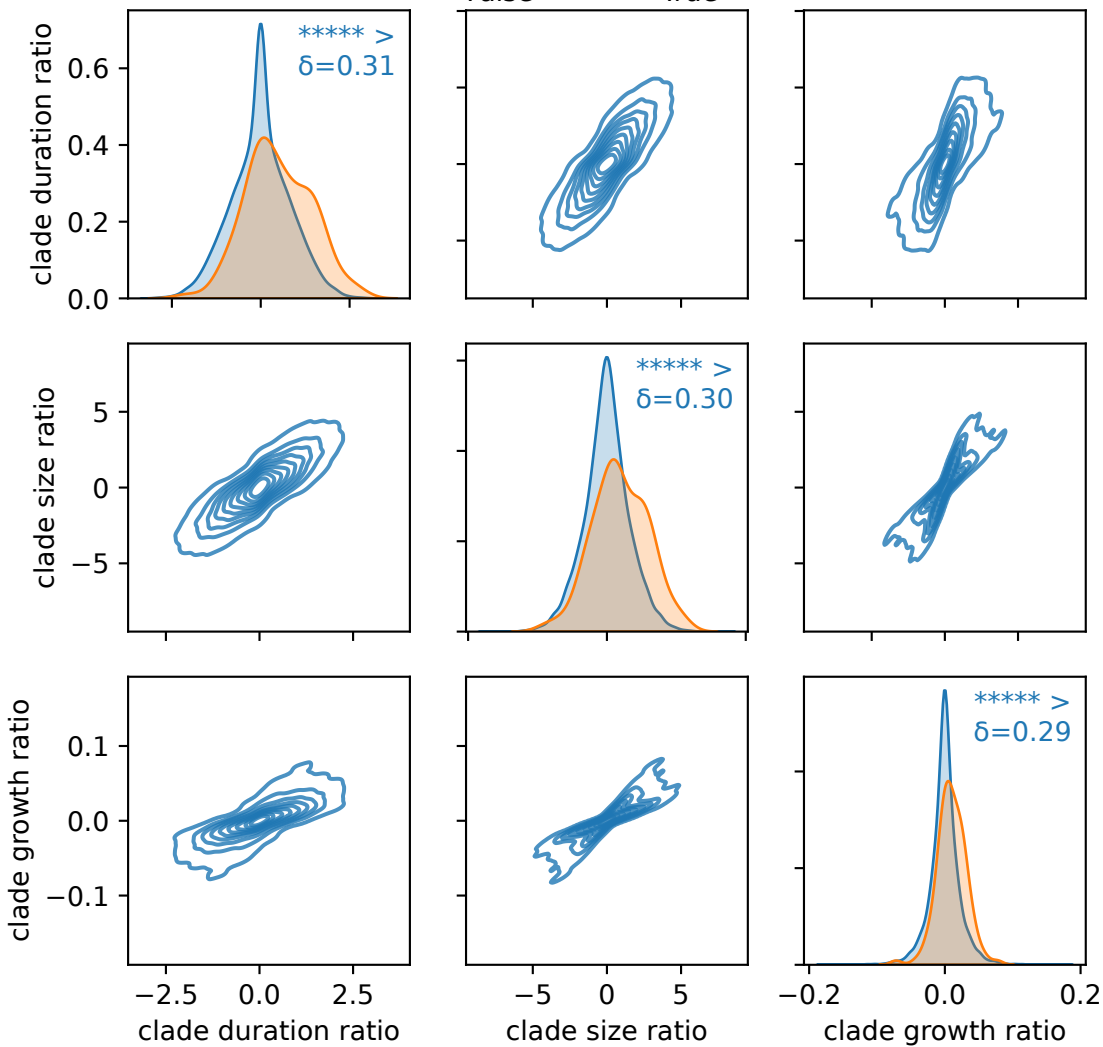 ***** >
δ=0.31
clade duration ratio
0.6
0.4
0.2
0.0
***** >
δ=0.30
clade size ratio
5
0
−5
***** >
δ=0.29
clade growth ratio
0.1
0.0
−0.1
−2.5 0.0 2.5
−5 0 5
−0.2 0.0 0.2
clade duration ratio
clade size ratio
clade growth ratio